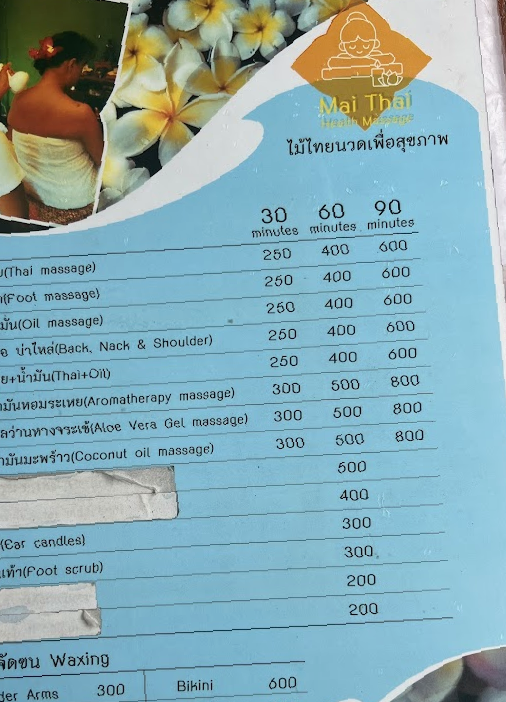 Mai Thai
Health Massage
ไม้ไทยนวดเพื่อสุขภาพ
30 60 90
minutes minutes minutes
(Thai massage) 250 400 600
(Foot massage) 250 400 600
มัน(Oil massage) 250 400 600
อ บ่าไหล่(Back, Nack & Shoulder) 250 400 600
ย+น้ำมัน(Thai+Oil) 250 400 600
ามันหอมระเหย(Aromatherapy massage) 300 500 800
ลว่านหางจระเข้(Aloe Vera Gel massage) 300 500 800
ามันมะพร้าว(Coconut oil massage) 300 500 800
500
400
(Ear candles) 300
เท้า(Foot scrub) 300
200
200
จัดขน Waxing
der Arms 300 Bikini 600